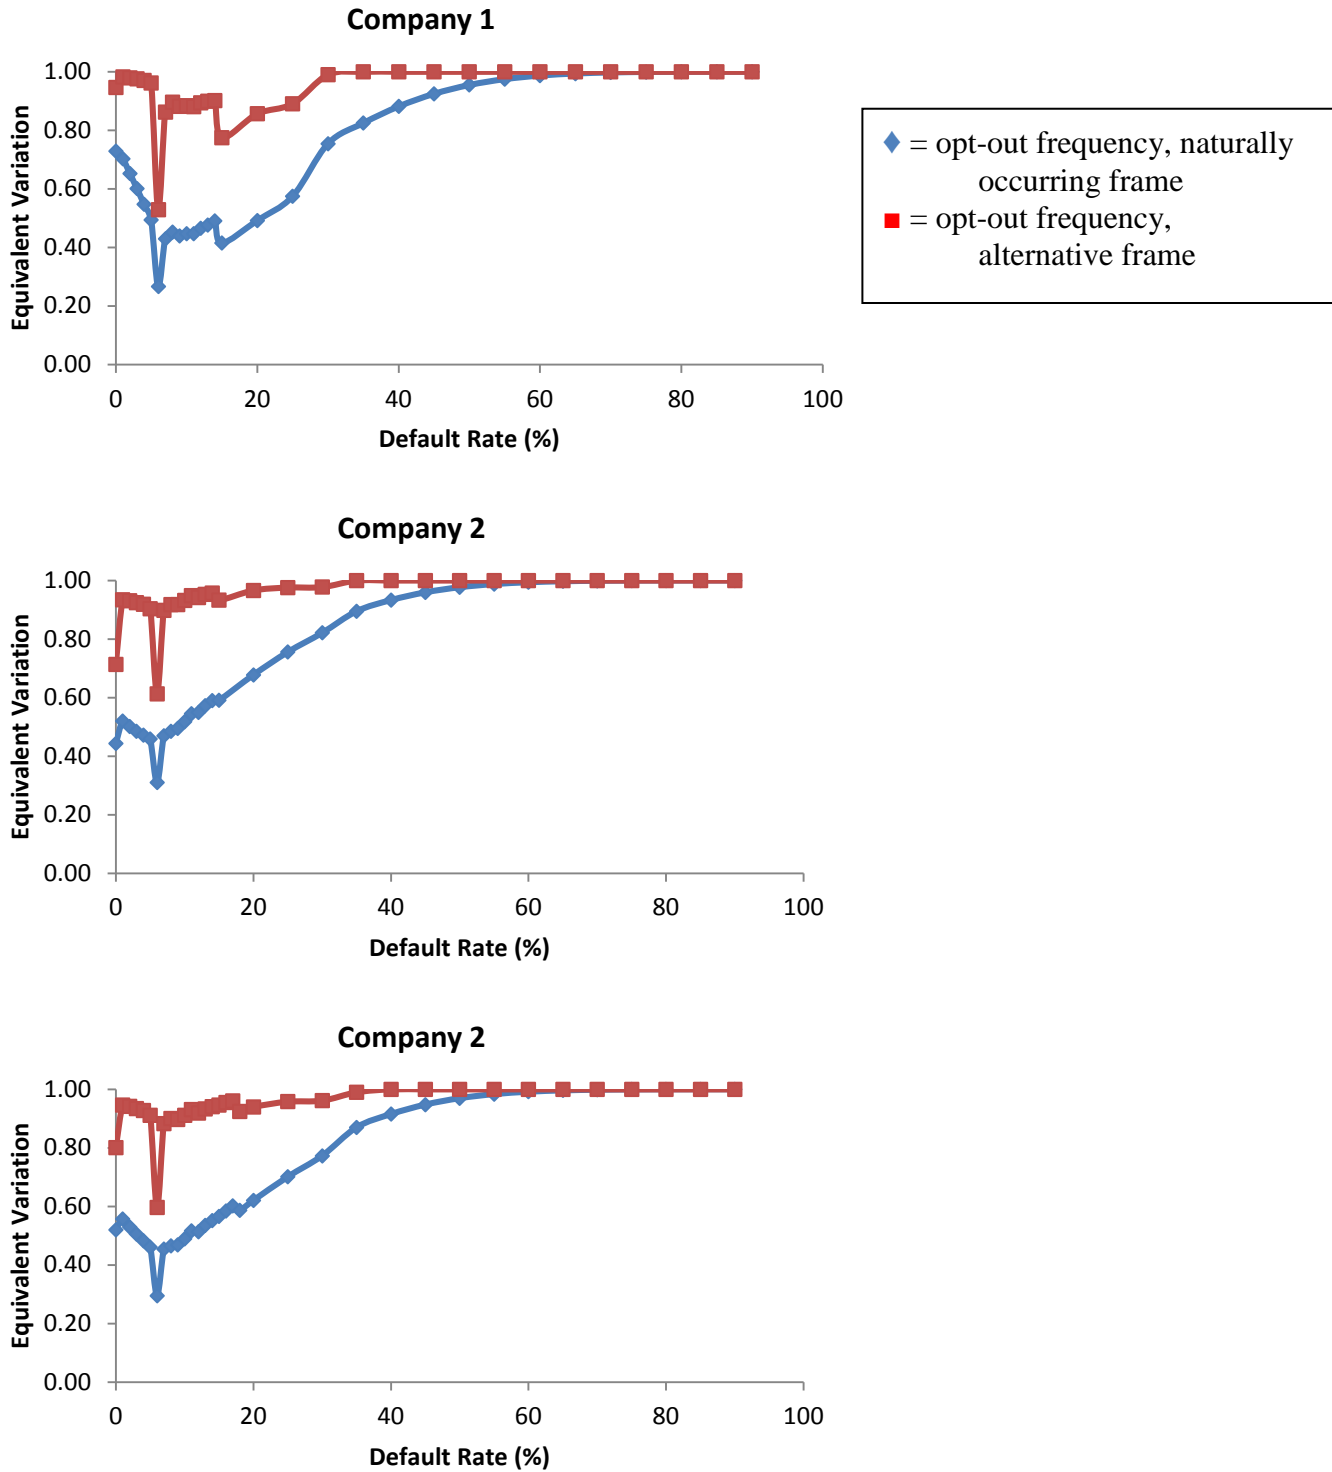 Company 1
1.00
0.80
0.60
0.40
0.20
0.00
Equivalent Variation
0 20 40 60 80 100
Default Rate (%)
= opt-out frequency, naturally
occurring frame
= opt-out frequency,
alternative frame
Company 2
1.00
0.80
0.60
0.40
0.20
0.00
Equivalent Variation
0 20 40 60 80 100
Default Rate (%)
Company 2
1.00
0.80
0.60
0.40
0.20
0.00
Equivalent Variation
0 20 40 60 80 100
Default Rate (%)